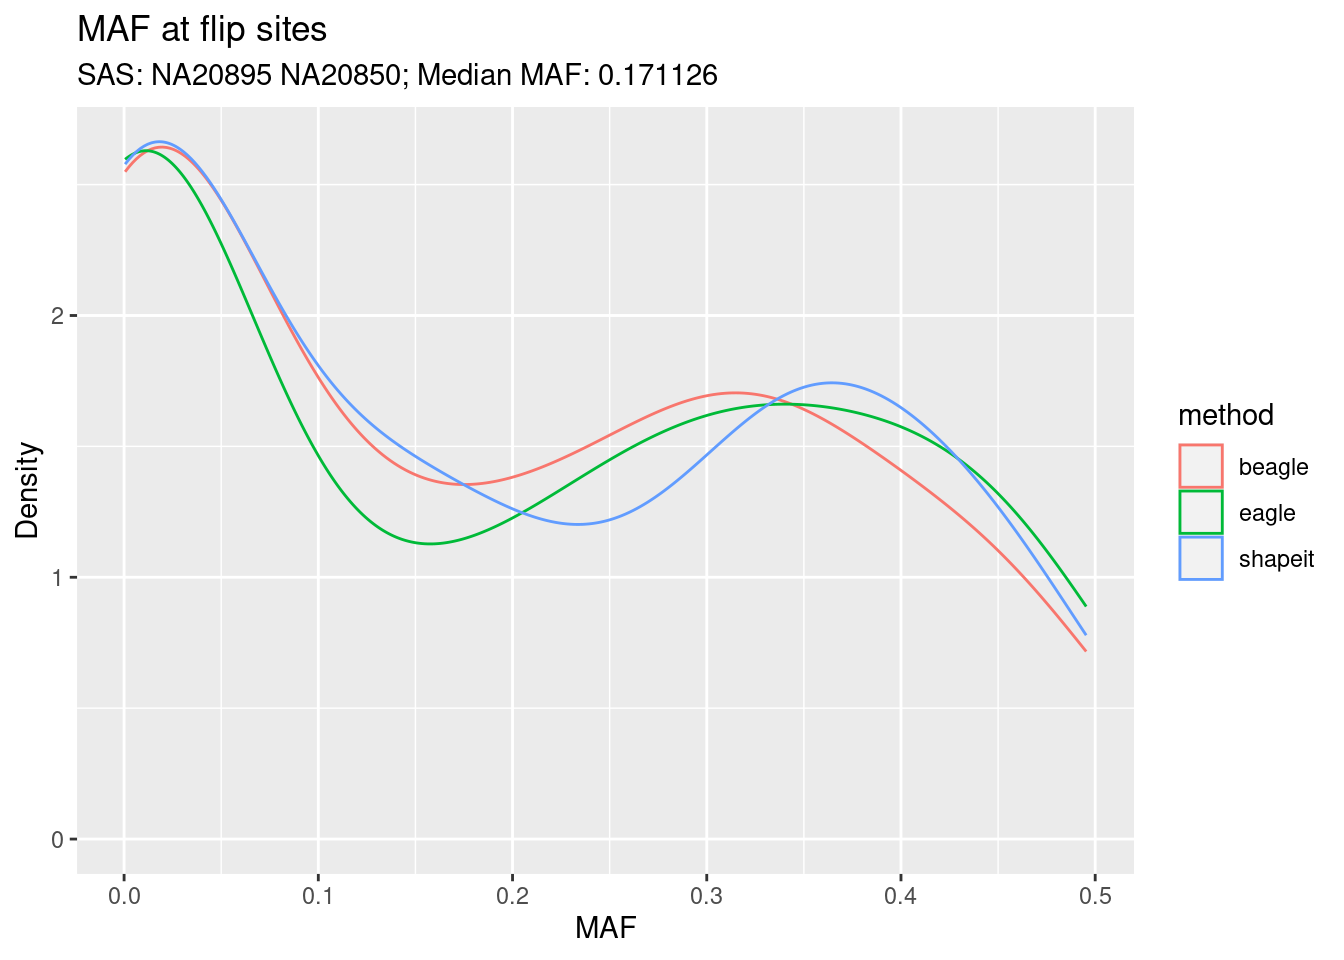 MAF at flip sites
SAS: NA20895 NA20850; Median MAF: 0.171126
Density
2
1
0
0.0 0.1 0.2 0.3 0.4 0.5
MAF
method
beagle
eagle
shapeit